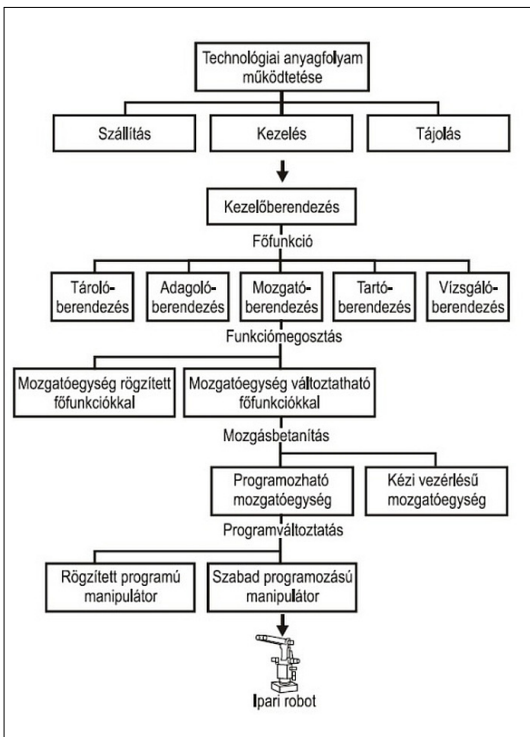 Technológiai anyagfolyam
működtetése
Szállítás
Kezelés
Tájolás
Kezelőberendezés
Főfunkció
Tároló-
berendezés
Adagoló-
berendezés
Mozgató-
berendezés
Tartó-
berendezés
Vízsgáló-
berendezés
Funkciómegosztás
Mozgatóegység rögzített
főfunkciókkal
Mozgatóegység változtatható
főfunkciókkal
Mozgásbetanítás
Programozható
mozgatóegység
Kézi vezérlésű
mozgatóegység
Programváltoztatás
Rögzített programú
manipulátor
Szabad programozású
manipulátor
Ipari robot